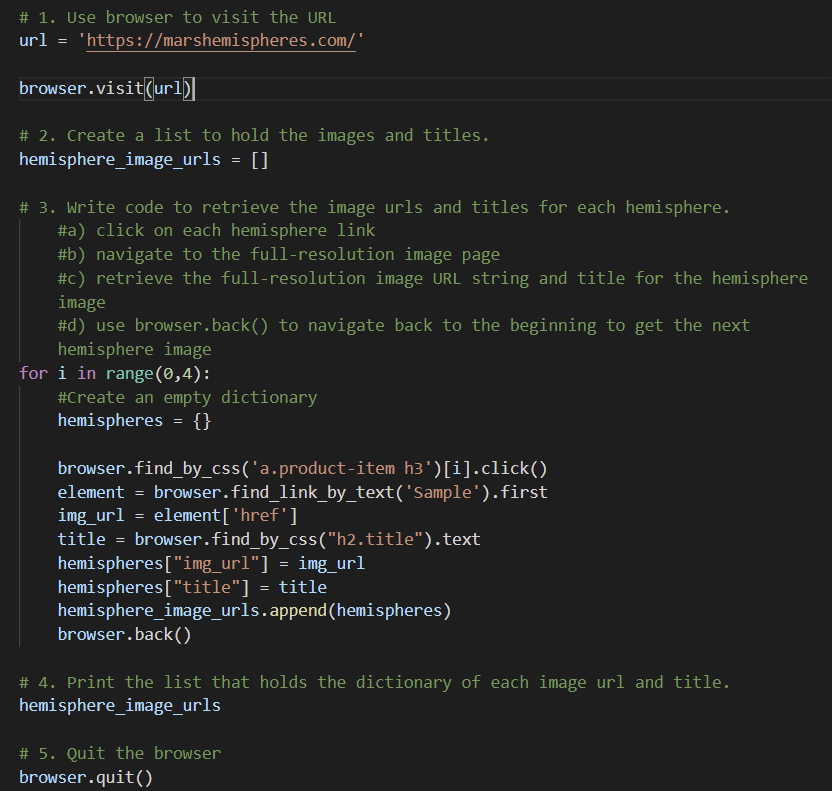 # 1. Use browser to visit the URL
url = 'https://marshemispheres.com/'
browser.visit(url)
# 2. Create a list to hold the images and titles.
hemisphere_image_urls = []
# 3. Write code to retrieve the image urls and titles for each hemisphere.
#a) click on each hemisphere link
#b) navigate to the full-resolution image page
#c) retrieve the full-resolution image URL string and title for the hemisphere
image
#d) use browser.back() to navigate back to the beginning to get the next
hemisphere image
for i in range(0,4):
#Create an empty dictionary
hemispheres = {}
browser.find_by_css('a.product-item h3')[i].click()
element = browser.find_link_by_text('Sample').first
img_url = element['href']
title = browser.find_by_css("h2.title").text
hemispheres["img_url"] = img_url
hemispheres["title"] = title
hemisphere_image_urls.append(hemispheres)
browser.back()
# 4. Print the list that holds the dictionary of each image url and title.
hemisphere_image_urls
# 5. Quit the browser
browser.quit()